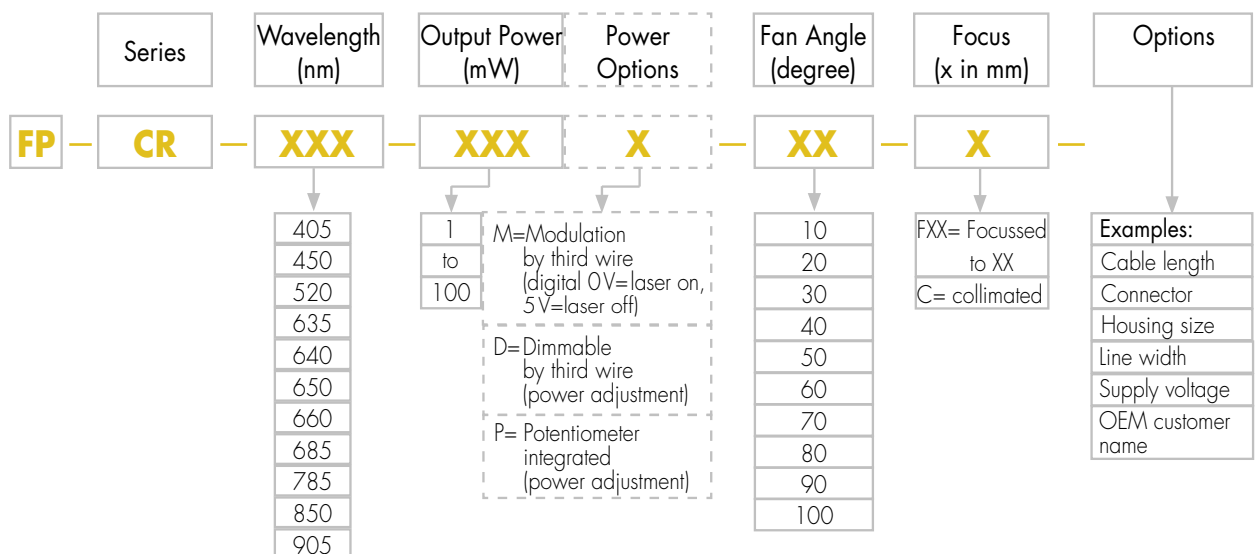 Series
Wavelength
(nm)
Output Power
(mW)
Power
Options
Fan Angle
(degree)
Focus
(x in mm)
Options
FP — CR — XXX — XXX X — XX — X —
405
450
520
635
640
650
660
685
785
850
905
1
to
100
M=Modulation
by third wire
(digital 0V=laser on,
5V=laser off)
D=Dimmable
by third wire
(power adjustment)
P= Potentiometer
integrated
(power adjustment)
10
20
30
40
50
60
70
80
90
100
FXX= Focussed
to XX
C= collimated
Examples:
Cable length
Connector
Housing size
Line width
Supply voltage
OEM customer
name